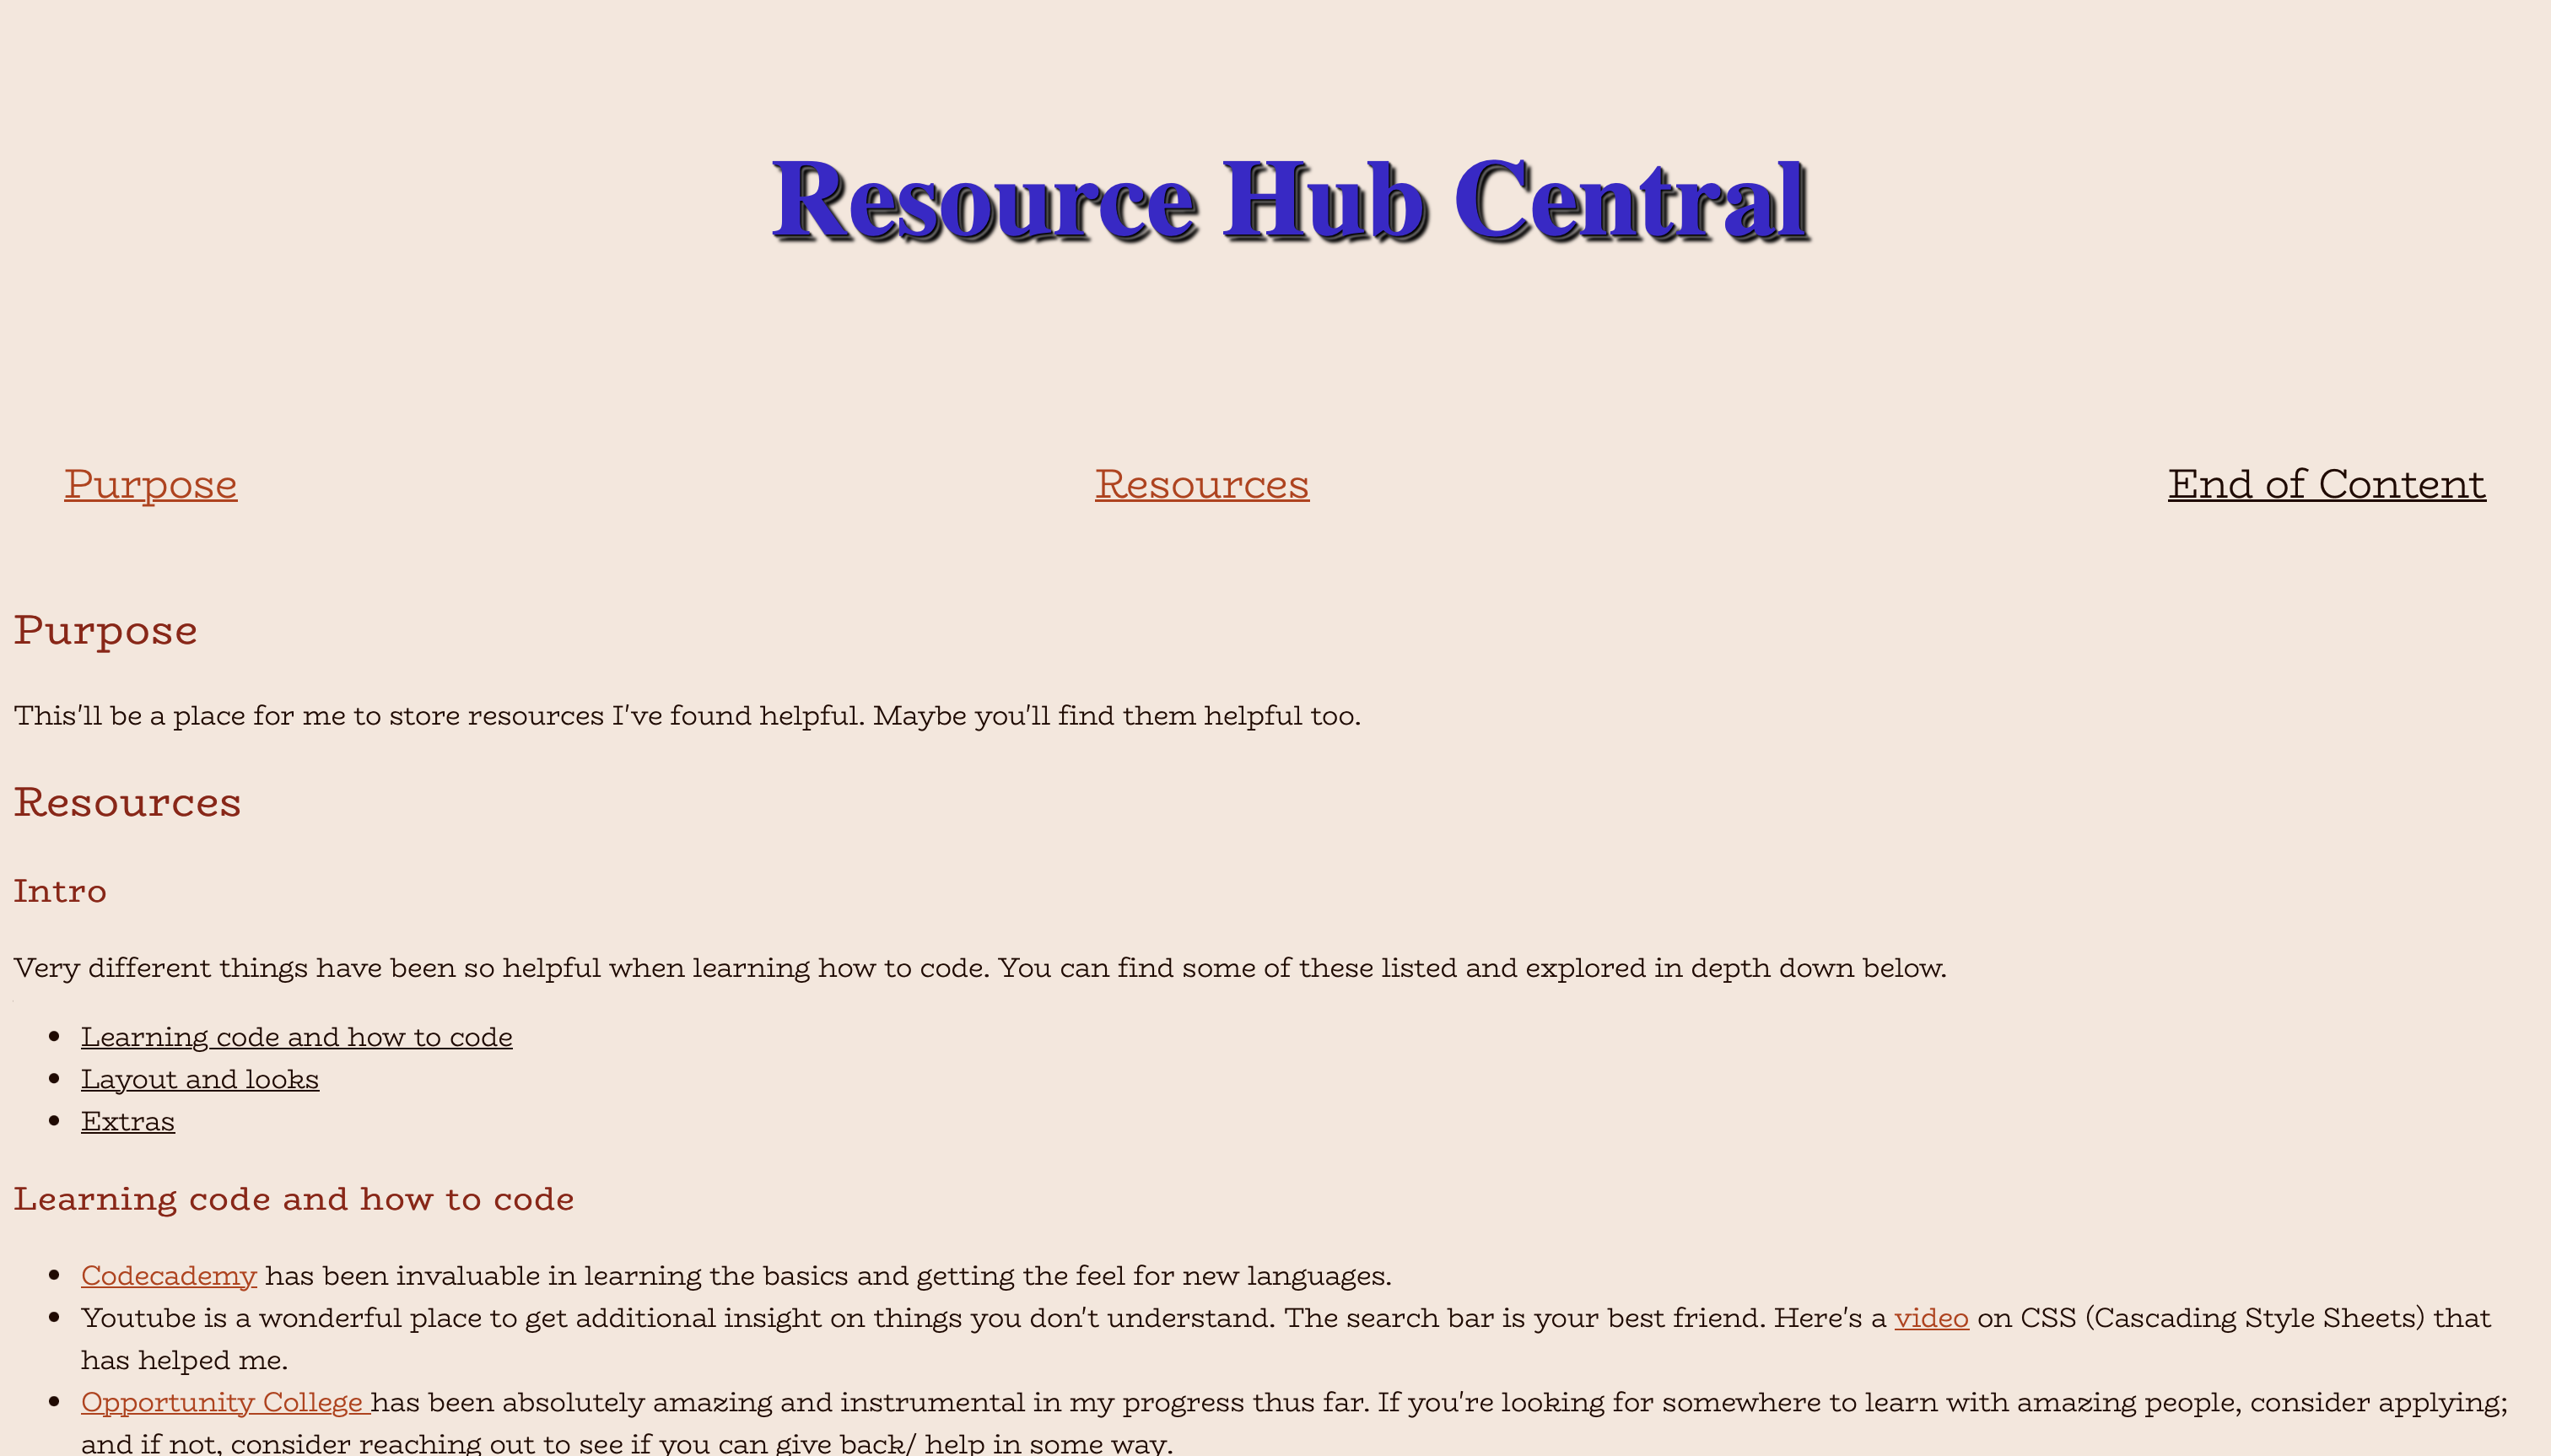 Resource Hub Central
Purpose
Resources
End of Content
Purpose
This'll be a place for me to store resources I've found helpful. Maybe you'll find them helpful too.
Resources
Intro
Very different things have been so helpful when learning how to code. You can find some of these listed and explored in depth down below.
Learning code and how to code
Layout and looks
Extras
Learning code and how to code
Codecademy has been invaluable in learning the basics and getting the feel for new languages.
Youtube is a wonderful place to get additional insight on things you don't understand. The search bar is your best friend. Here's a video on CSS (Cascading Style Sheets) that
has helped me.
Opportunity College has been absolutely amazing and instrumental in my progress thus far. If you're looking for somewhere to learn with amazing people, consider applying;
and if not, consider reaching out to see if you can give back/ help in some way.